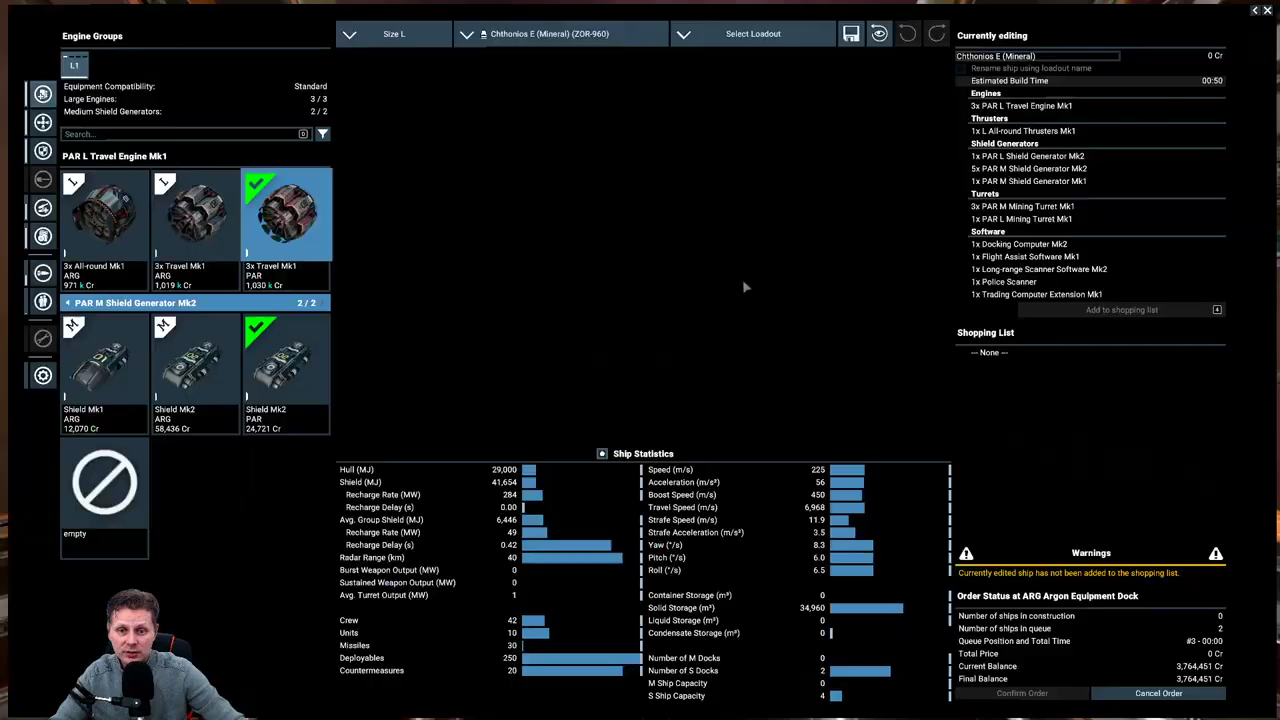 Engine Groups
L1
Equipment Compatibility: Standard
Large Engines: 3 / 3
Medium Shield Generators: 2 / 2
Search...
PAR L Travel Engine Mk1
L L
3x All-round Mk1 3x Travel Mk1 3x Travel Mk1
ARG ARG PAR
971 k Cr 1,019 k Cr 1,030 k Cr
PAR M Shield Generator Mk2 2 / 2
M M
Shield Mk1 Shield Mk2 Shield Mk2
ARG ARG PAR
12,070 Cr 58,436 Cr 24,721 Cr
empty
Size L Chthonios E (Mineral) (ZOR-960) Select Loadout
Ship Statistics
Hull (MJ) 29,000
Shield (MJ) 41,654
Recharge Rate (MW) 284
Recharge Delay (s) 0.00
Avg. Group Shield (MJ) 6,446
Recharge Rate (MW) 49
Recharge Delay (s) 0.42
Radar Range (km) 40
Burst Weapon Output (MW) 0
Sustained Weapon Output (MW) 0
Avg. Turret Output (MW) 1
Crew 42
Units 10
Missiles 30
Deployables 250
Countermeasures 20
Speed (m/s) 225
Acceleration (m/s²) 56
Boost Speed (m/s) 450
Travel Speed (m/s) 6,968
Strafe Speed (m/s) 11.9
Strafe Acceleration (m/s²) 3.5
Yaw (°/s) 8.3
Pitch (°/s) 6.0
Roll (°/s) 6.5
Container Storage (m³) 0
Solid Storage (m³) 34,960
Liquid Storage (m³) 0
Condensate Storage (m³) 0
Number of M Docks 0
Number of S Docks 2
M Ship Capacity 0
S Ship Capacity 4
Currently editing
Chthonios E (Mineral) 0 Cr
Rename ship using loadout name
Estimated Build Time 00:50
Engines
3x PAR L Travel Engine Mk1
Thrusters
1x L All-round Thrusters Mk1
Shield Generators
1x PAR L Shield Generator Mk2
5x PAR M Shield Generator Mk2
1x PAR M Shield Generator Mk1
Turrets
3x PAR M Mining Turret Mk1
1x PAR L Mining Turret Mk1
Software
1x Docking Computer Mk2
1x Flight Assist Software Mk1
1x Long-range Scanner Software Mk2
1x Police Scanner
1x Trading Computer Extension Mk1
Add to shopping list
Shopping List
--- None ---
Warnings
Currently edited ship has not been added to the shopping list.
Order Status at ARG Argon Equipment Dock
Number of ships in construction 0
Number of ships in queue 2
Queue Position and Total Time #3 - 00:00
Total Price 0 Cr
Current Balance 3,764,451 Cr
Final Balance 3,764,451 Cr
Confirm Order Cancel Order